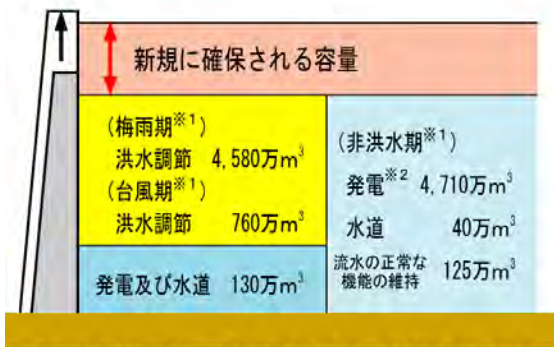 新規に確保される容量
(梅雨期※1)
洪水調節 4,580万m³
(台風期※1)
洪水調節 760万m³
発電及び水道 130万m³
(非洪水期※1)
発電※2 4,710万m³
水道 40万m³
流水の正常な
機能の維持 125万m³